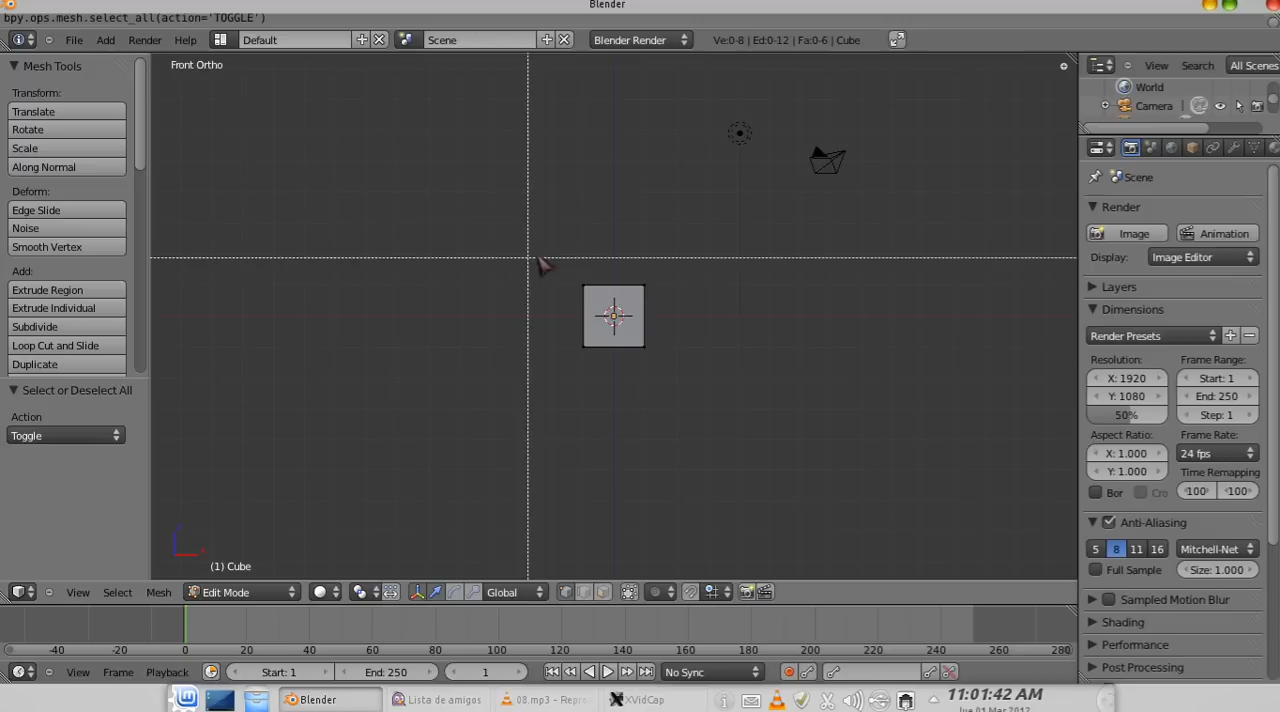 Blender
bpy.ops.mesh.select_all(action='TOGGLE')
File Add Render Help Default Scene Blender Render Ve:0-8 | Ed:0-12 | Fa:0-6 | Cube
View Search All Scenes
World
Camera
Mesh Tools
Transform:
Translate
Rotate
Scale
Along Normal
Deform:
Edge Slide
Noise
Smooth Vertex
Add:
Extrude Region
Extrude Individual
Subdivide
Loop Cut and Slide
Duplicate
Select or Deselect All
Action
Toggle
Front Ortho
(1) Cube
Scene
Render
Image Animation
Display: Image Editor
Layers
Dimensions
Render Presets
Resolution: Frame Range:
X: 1920 Start: 1
Y: 1080 End: 250
50% Step: 1
Aspect Ratio: Frame Rate:
X: 1.000 24 fps
Y: 1.000 Time Remapping
Bor Cro 100 100
Anti-Aliasing
5 8 11 16 Mitchell-Net
Full Sample Size: 1.000
Sampled Motion Blur
Shading
Performance
Post Processing
View Select Mesh Edit Mode Global
-40 -20 0 20 40 60 80 100 120 140 160 180 200 220 240 260 280
View Frame Playback Start: 1 End: 250 1 No Sync
Blender Lista de amigos 08.mp3 - Repro XVidCap 11:01:42 AM
jue 01 Mar 2012